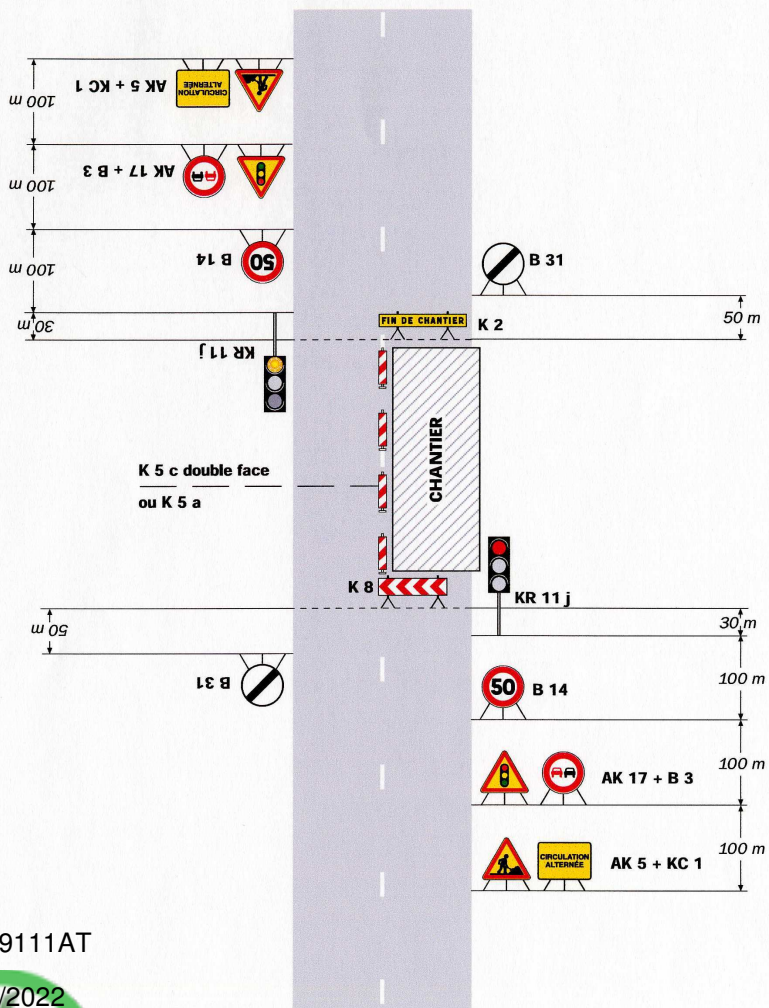 AK 5 + KC 1
CIRCULATION
ALTERNÉE
100 m
AK 17 + B 3
100 m
B 14
50
100 m
B 31
FIN DE CHANTIER
K 2
50 m
30 m
KR 11 j
K 5 c double face
ou K 5 a
CHANTIER
K 8
KR 11 j
50 m
30 m
B 31
50
B 14
100 m
AK 17 + B 3
100 m
CIRCULATION
ALTERNÉE
AK 5 + KC 1
100 m
9111AT
/2022